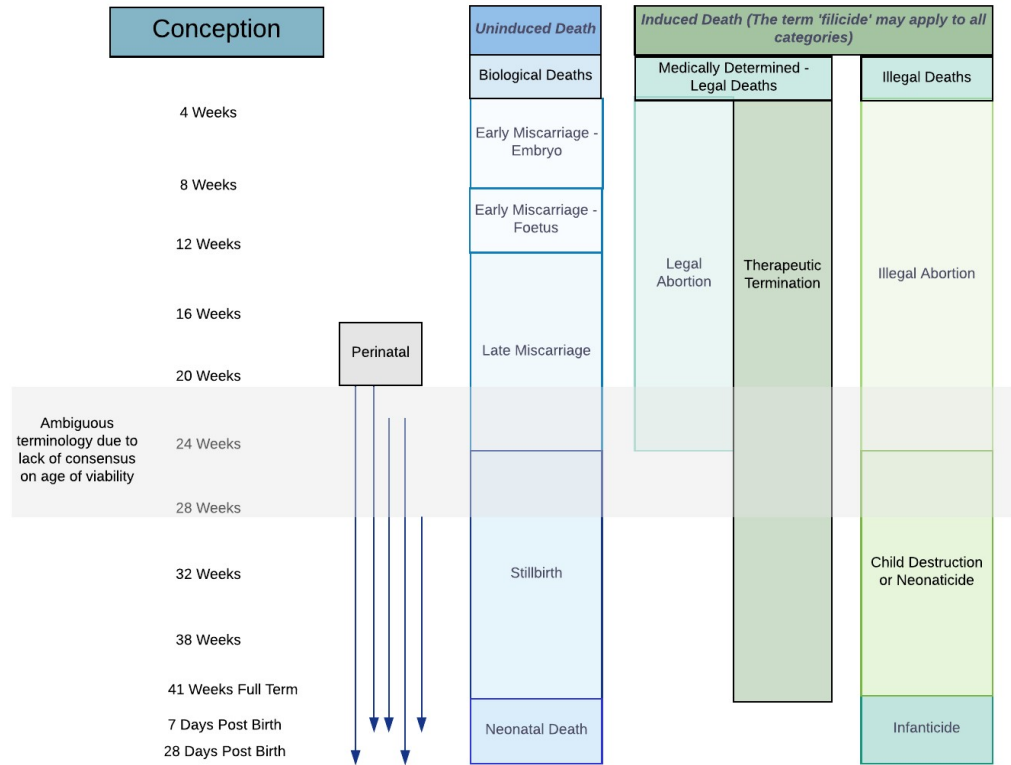 Conception
Uninduced Death
Induced Death (The term 'filicide' may apply to all
categories)
Biological Deaths
Medically Determined -
Legal Deaths
Illegal Deaths
4 Weeks
Early Miscarriage -
Embryo
8 Weeks
Early Miscarriage -
Foetus
12 Weeks
Legal
Abortion
Therapeutic
Termination
Illegal Abortion
16 Weeks
Perinatal
Late Miscarriage
20 Weeks
Ambiguous
terminology due to
lack of consensus
on age of viability
24 Weeks
28 Weeks
32 Weeks
Stillbirth
Child Destruction
or Neonaticide
38 Weeks
41 Weeks Full Term
7 Days Post Birth
Neonatal Death
Infanticide
28 Days Post Birth